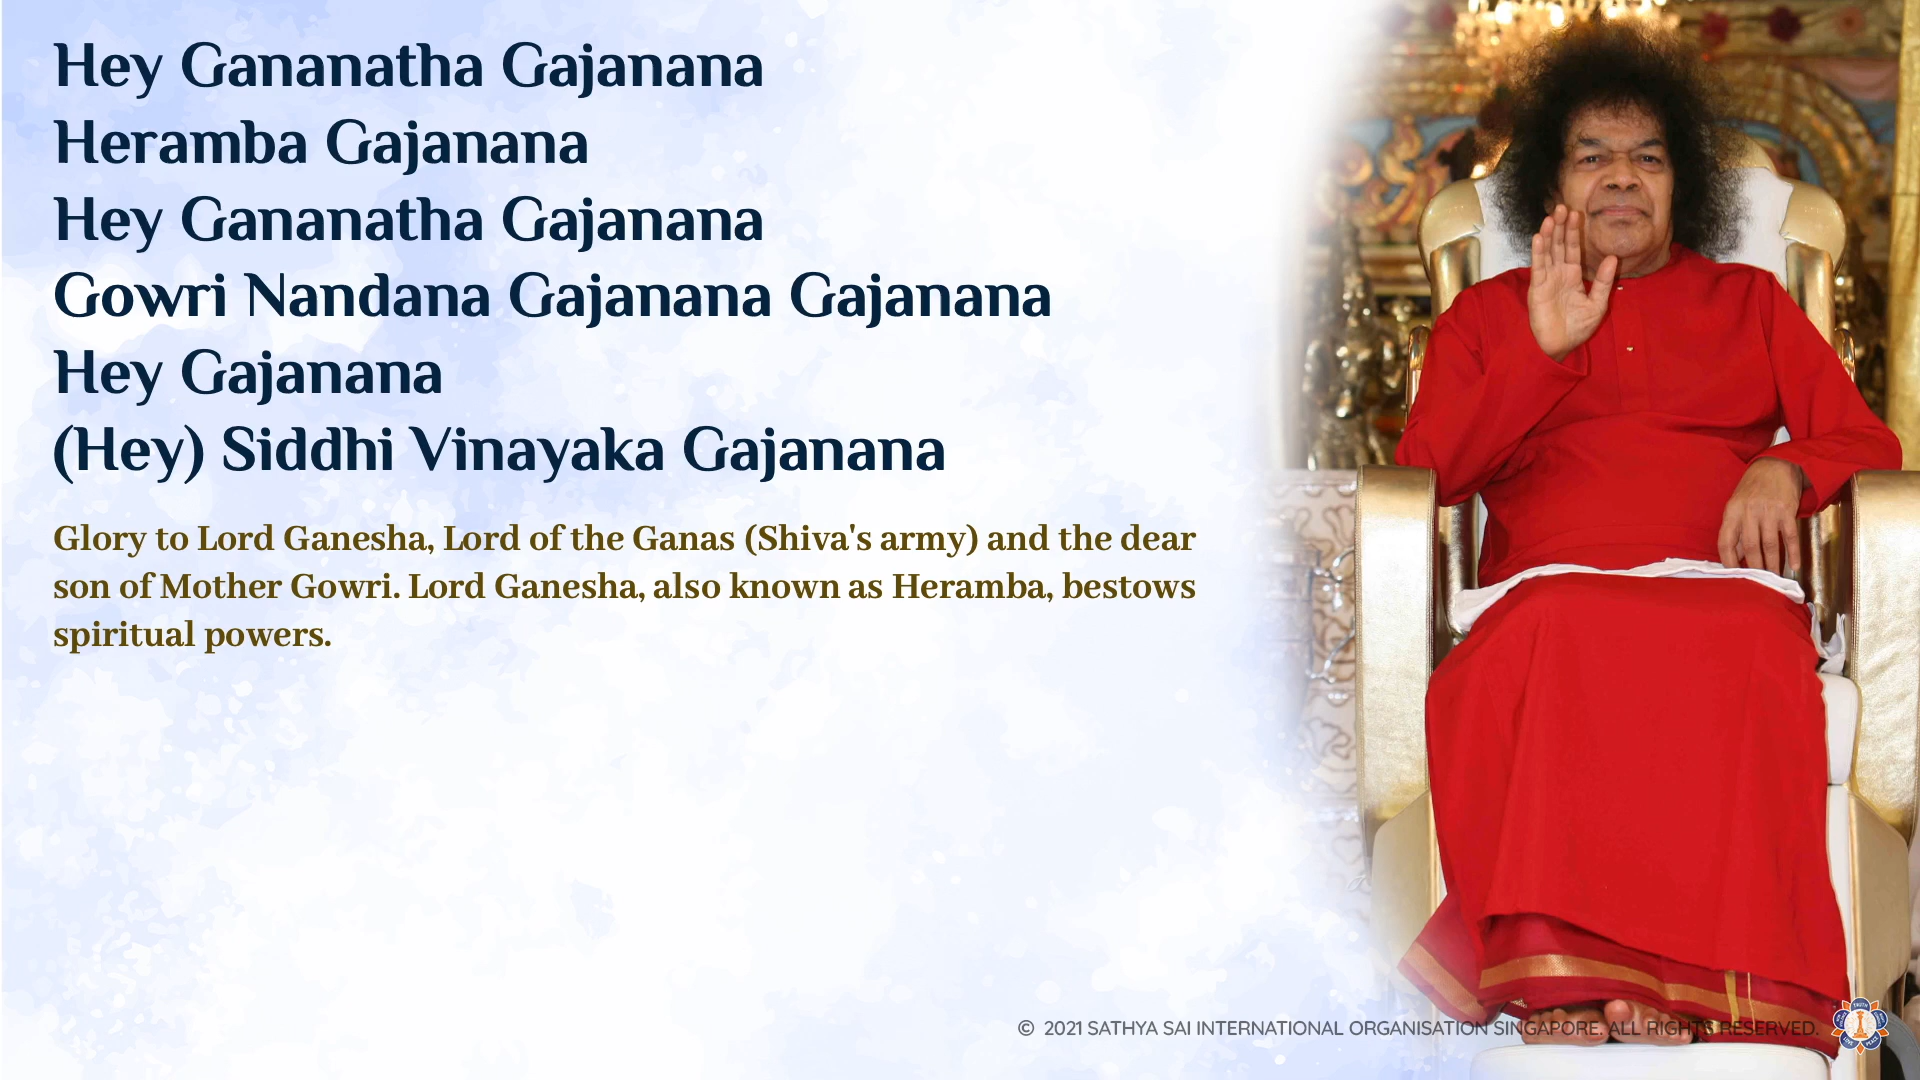 Hey Gananatha Gajanana
Heramba Gajanana
Hey Gananatha Gajanana
Gowri Nandana Gajanana Gajanana
Hey Gajanana
(Hey) Siddhi Vinayaka Gajanana
Glory to Lord Ganesha, Lord of the Ganas (Shiva's army) and the dear
son of Mother Gowri. Lord Ganesha, also known as Heramba, bestows
spiritual powers.
© 2021 SATHYA SAI INTERNATIONAL ORGANISATION SINGAPORE. ALL RIGHTS RESERVED.